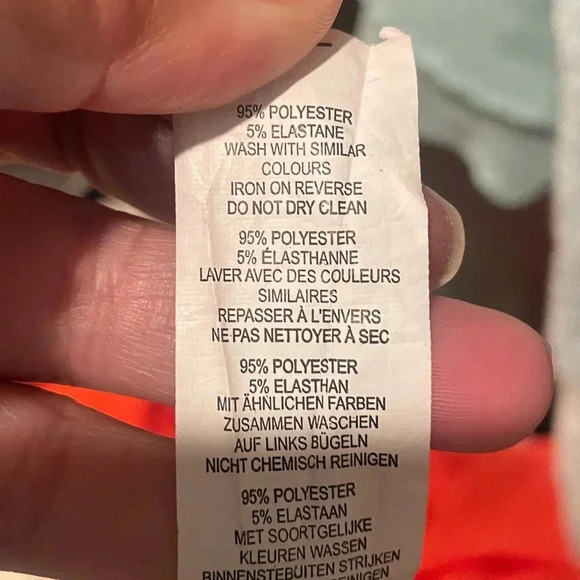 95% POLYESTER
5% ELASTANE
WASH WITH SIMILAR
COLOURS
IRON ON REVERSE
DO NOT DRY CLEAN
95% POLYESTER
5% ÉLASTHANNE
LAVER AVEC DES COULEURS
SIMILAIRES
REPASSER À L'ENVERS
NE PAS NETTOYER À SEC
95% POLYESTER
5% ELASTHAN
MIT ÄHNLICHEN FARBEN
ZUSAMMEN WASCHEN
AUF LINKS BÜGELN
NICHT CHEMISCH REINIGEN
95% POLYESTER
5% ELASTAAN
MET SOORTGELIJKE
KLEUREN WASSEN
BINNENSTEBUITEN STRIJKEN
REINIGEN